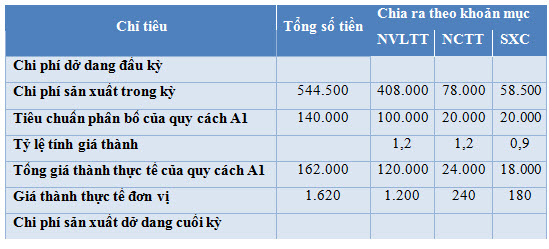 Chỉ tiêu Tổng số tiền Chia ra theo khoản mục
NVLTT NCTT SXC
Chi phí dở dang đầu kỳ
Chi phí sản xuất trong kỳ 544.500 408.000 78.000 58.500
Tiêu chuẩn phân bổ của quy cách A1 140.000 100.000 20.000 20.000
Tỷ lệ tính giá thành 1,2 1,2 0,9
Tổng giá thành thực tế của quy cách A1 162.000 120.000 24.000 18.000
Giá thành thực tế đơn vị 1.620 1.200 240 180
Chi phí sản xuất dở dang cuối kỳ